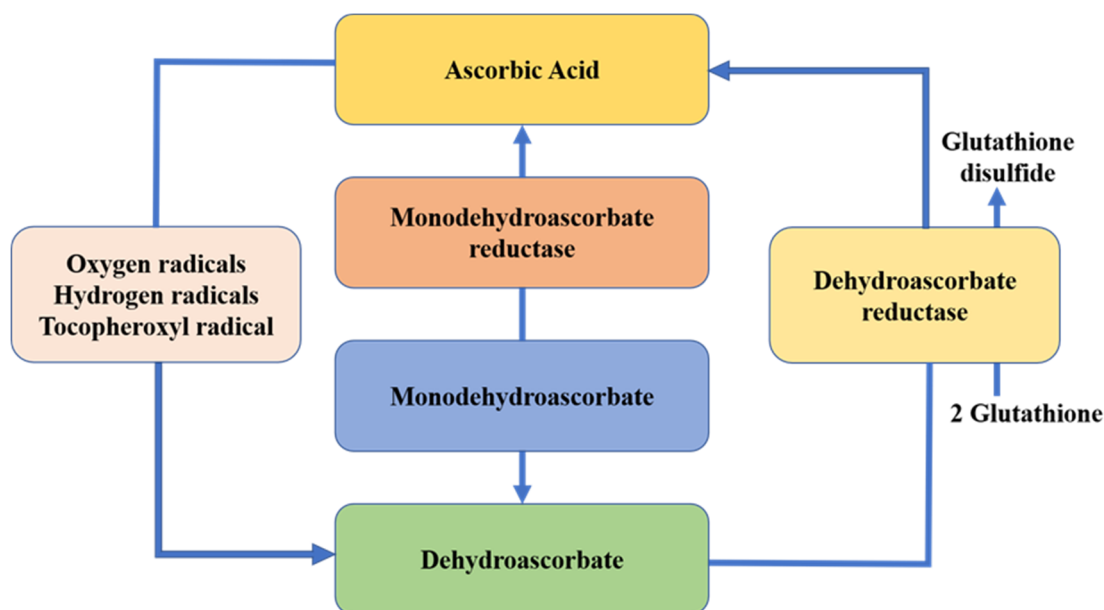 Ascorbic Acid
Glutathione
disulfide
Monodehydroascorbate
reductase
Oxygen radicals
Hydrogen radicals
Tocopheroxyl radical
Dehydroascorbate
reductase
Monodehydroascorbate
2 Glutathione
Dehydroascorbate